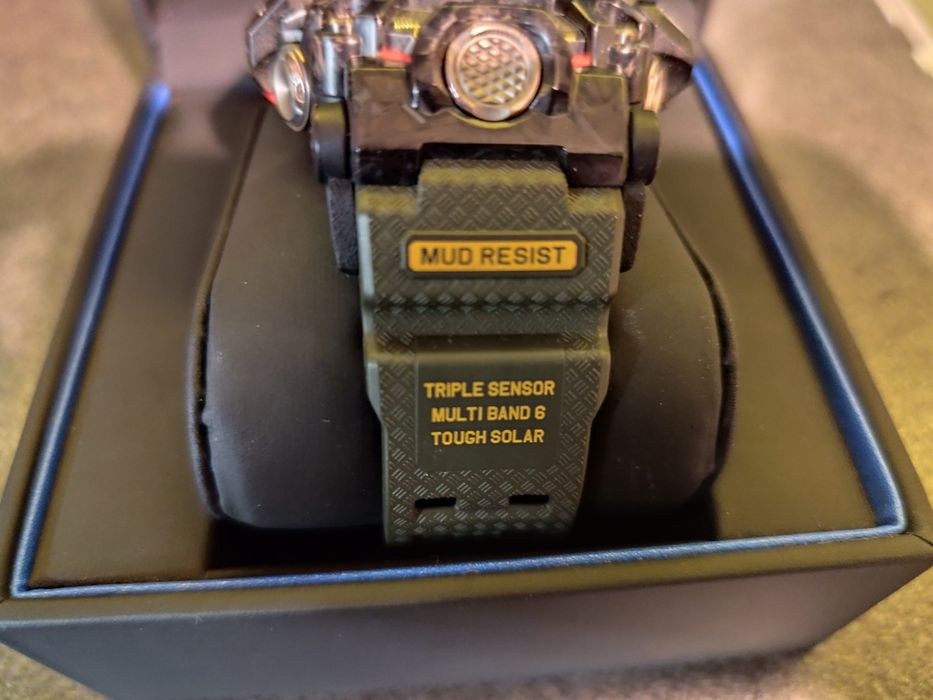 MUD RESIST
TRIPLE SENSOR
MULTI BAND 6
TOUGH SOLAR